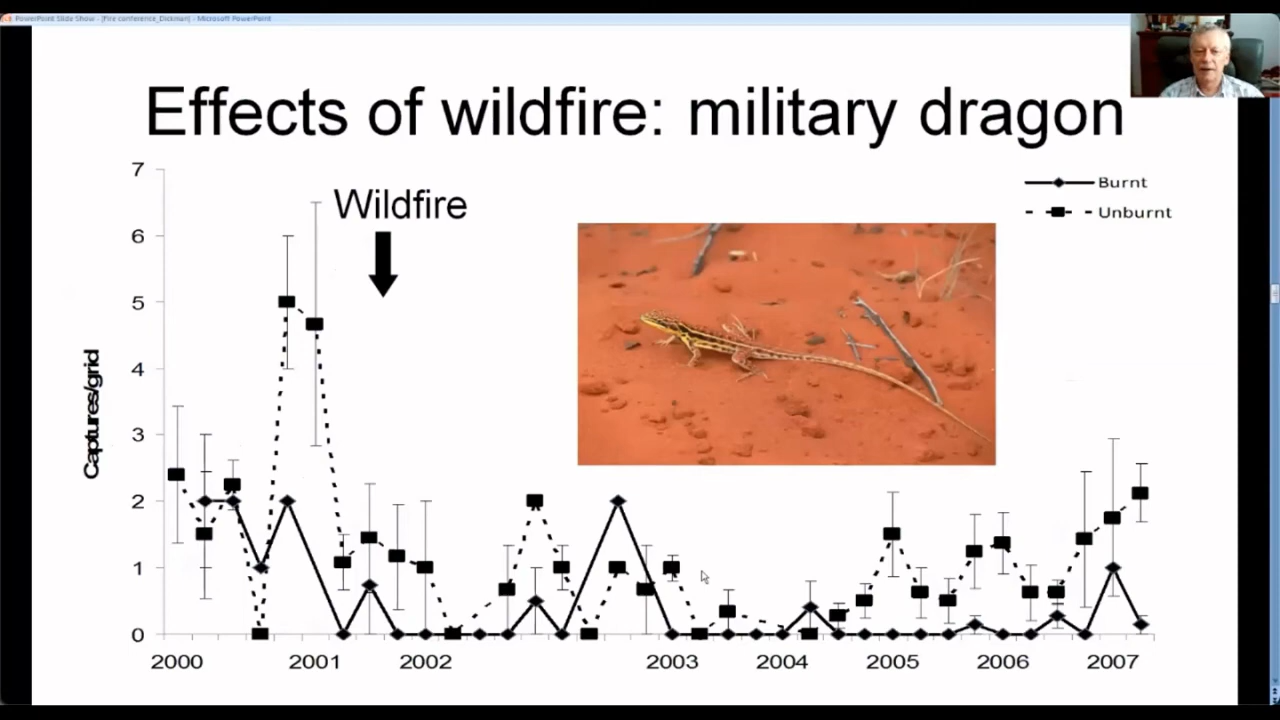 PowerPoint Slide Show - [Fire conference_Dickman] - Microsoft PowerPoint
Effects of wildfire: military dragon
Wildfire
Burnt
Unburnt
Captures/grid
7
6
5
4
3
2
1
0
2000 2001 2002 2003 2004 2005 2006 2007